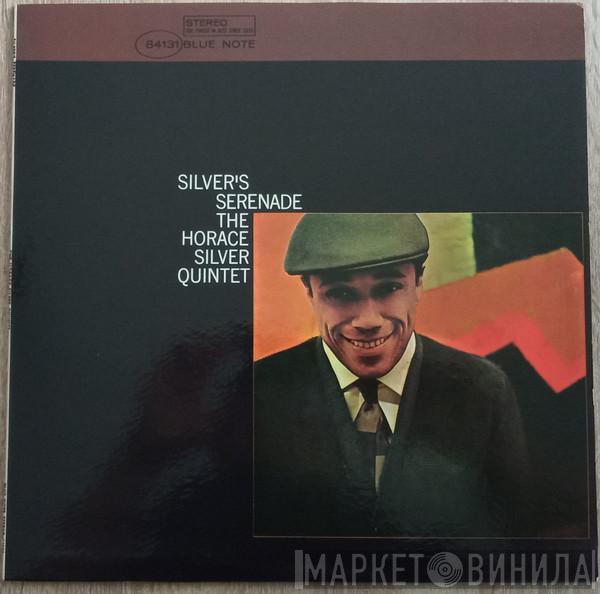 STEREO
84131 BLUE NOTE
SILVER'S
SERENADE
THE
HORACE
SILVER
QUINTET
МАРКЕТ ВИНИЛА